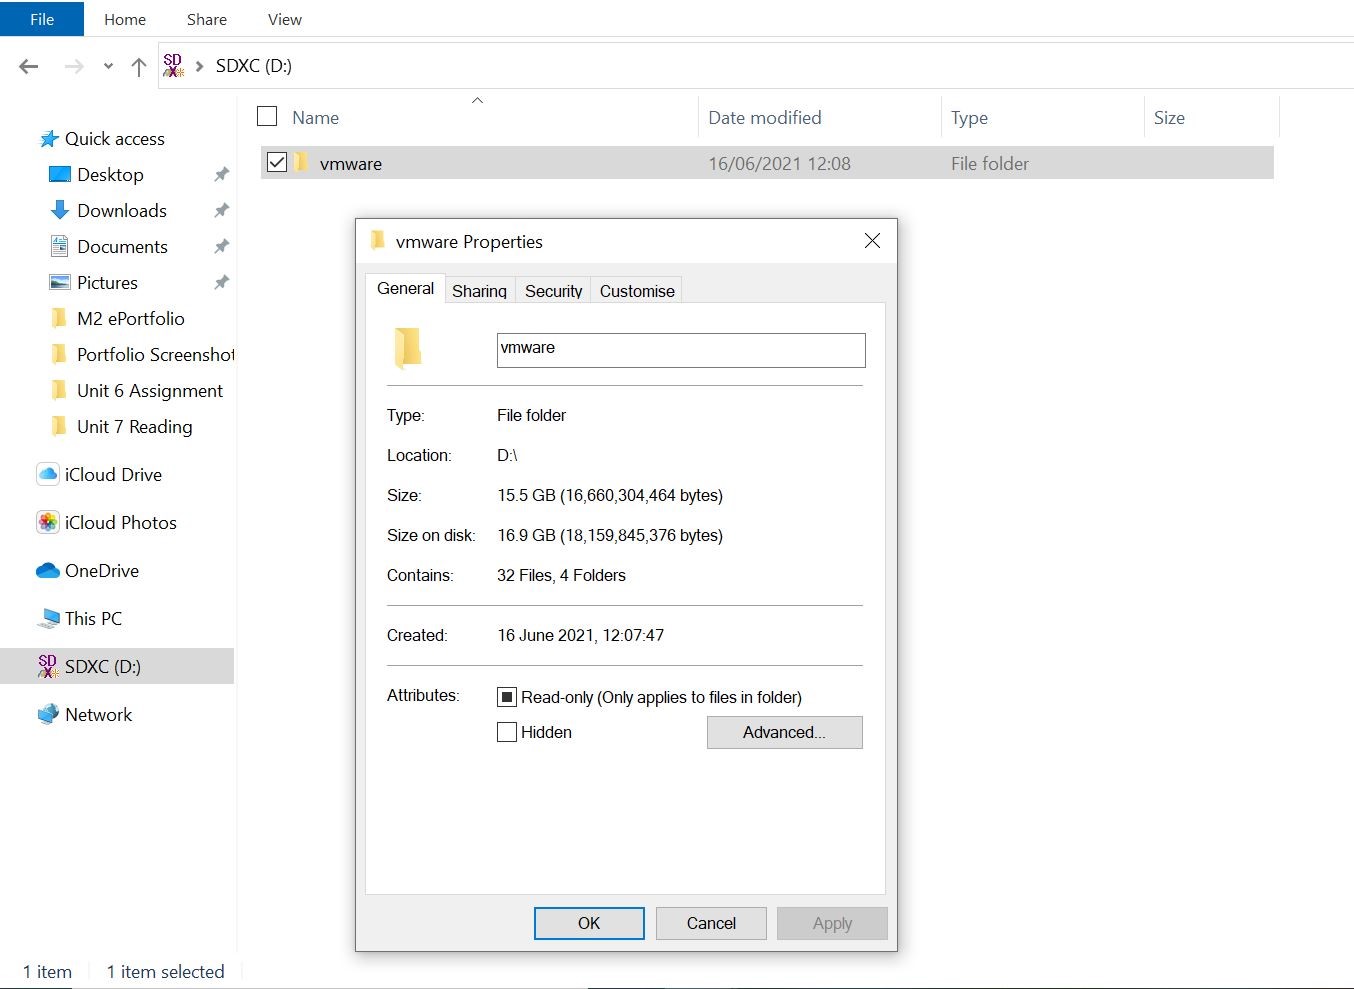 File Home Share View
SD SDXC (D:)
Name Date modified Type Size
vmware 16/06/2021 12:08 File folder
Quick access
Desktop
Downloads
Documents
Pictures
M2 ePortfolio
Portfolio Screenshot
Unit 6 Assignment
Unit 7 Reading
iCloud Drive
iCloud Photos
OneDrive
This PC
SD SDXC (D:)
Network
vmware Properties
General Sharing Security Customise
vmware
Type: File folder
Location: D:\
Size: 15.5 GB (16,660,304,464 bytes)
Size on disk: 16.9 GB (18,159,845,376 bytes)
Contains: 32 Files, 4 Folders
Created: 16 June 2021, 12:07:47
Attributes: Read-only (Only applies to files in folder)
Hidden Advanced...
OK Cancel Apply
1 item 1 item selected